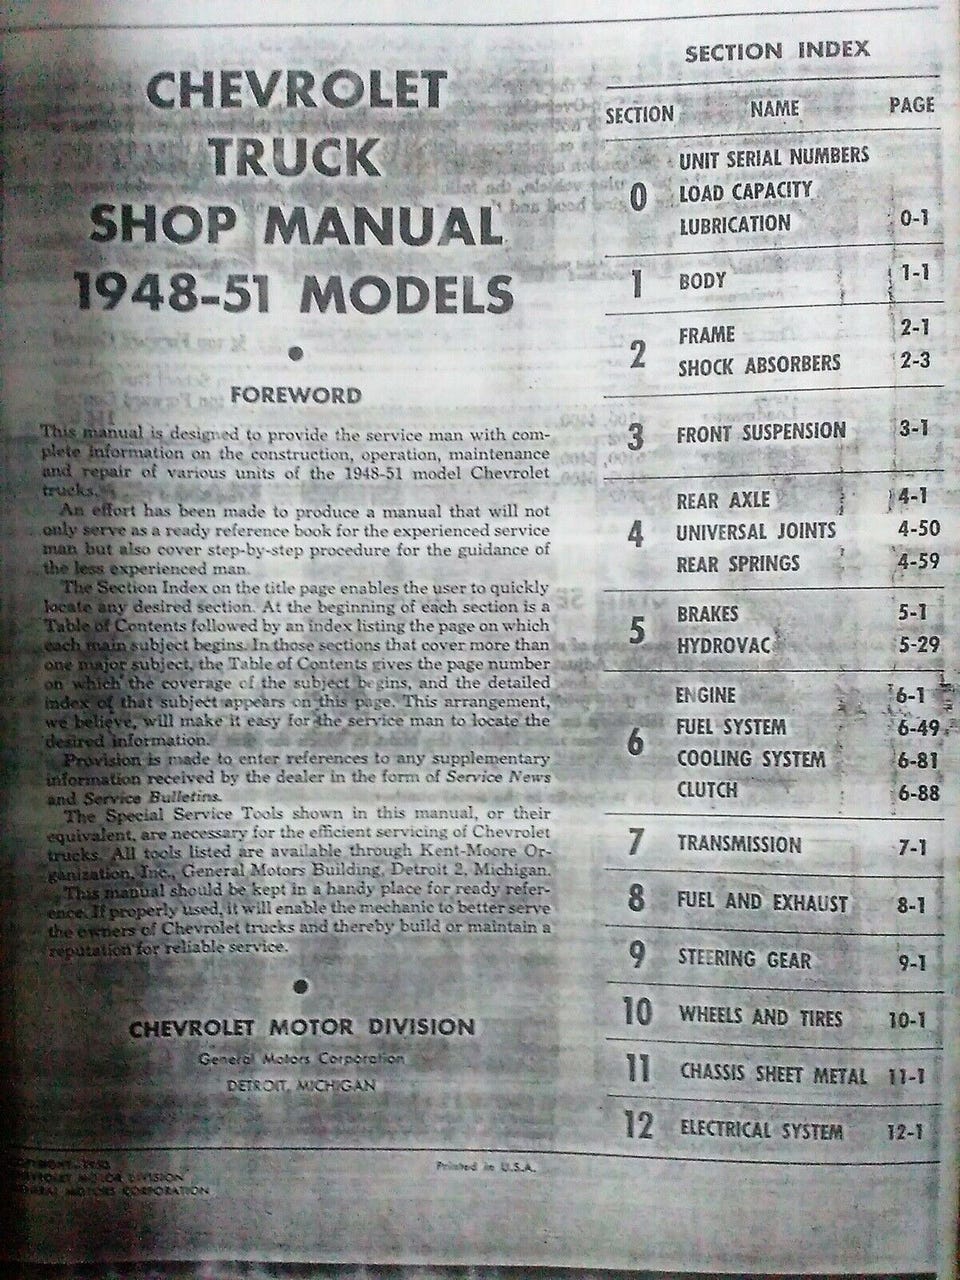 CHEVROLET
TRUCK
SHOP MANUAL
1948-51 MODELS
FOREWORD
This manual is designed to provide the service man with com-
plete information on the construction, operation, maintenance
and repair of various units of the 1948-51 model Chevrolet
trucks.
An effort has been made to produce a manual that will not
only serve as a ready reference book for the experienced service
man but also cover step-by-step procedure for the guidance of
the less experienced man.
The Section Index on the title page enables the user to quickly
locate any desired section. At the beginning of each section is a
Table of Contents followed by an index listing the page on which
each main subject begins. In those sections that cover more than
one major subject, the Table of Contents gives the page number
on which the coverage of the subject begins, and the detailed
index of that subject appears on this page. This arrangement,
we believe, will make it easy for the service man to locate the
desired information.
Provision is made to enter references to any supplementary
information received by the dealer in the form of Service News
and Service Bulletins.
The Special Service Tools shown in this manual, or their
equivalent, are necessary for the efficient servicing of Chevrolet
trucks. All tools listed are available through Kent-Moore Or-
ganization, Inc., General Motors Building, Detroit 2, Michigan.
This manual should be kept in a handy place for ready refer-
ence. If properly used, it will enable the mechanic to better serve
the owners of Chevrolet trucks and thereby build or maintain a
reputation for reliable service.
CHEVROLET MOTOR DIVISION
General Motors Corporation
DETROIT, MICHIGAN
CHEVROLET MOTOR DIVISION
GENERAL MOTORS CORPORATION
Printed in U.S.A.
SECTION INDEX
SECTION NAME PAGE
0 UNIT SERIAL NUMBERS
LOAD CAPACITY
LUBRICATION 0-1
1 BODY 1-1
2 FRAME 2-1
SHOCK ABSORBERS 2-3
3 FRONT SUSPENSION 3-1
4 REAR AXLE 4-1
UNIVERSAL JOINTS 4-50
REAR SPRINGS 4-59
5 BRAKES 5-1
HYDROVAC 5-29
6 ENGINE 6-1
FUEL SYSTEM 6-49
COOLING SYSTEM 6-81
CLUTCH 6-88
7 TRANSMISSION 7-1
8 FUEL AND EXHAUST 8-1
9 STEERING GEAR 9-1
10 WHEELS AND TIRES 10-1
11 CHASSIS SHEET METAL 11-1
12 ELECTRICAL SYSTEM 12-1